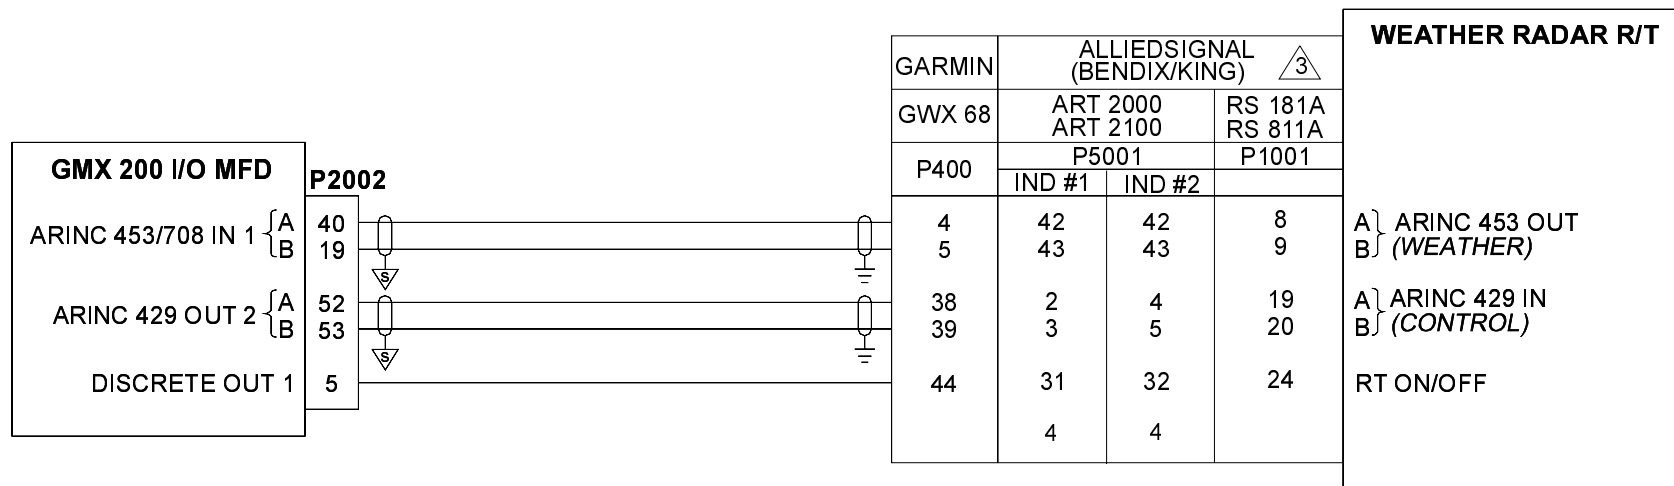 WEATHER RADAR R/T
GARMIN
ALLIEDSIGNAL
(BENDIX/KING)
3
GWX 68
ART 2000
ART 2100
RS 181A
RS 811A
P400
P5001
P1001
IND #1
IND #2
GMX 200 I/O MFD
P2002
ARINC 453/708 IN 1 { A 40 4 42 42 8 A } ARINC 453 OUT
B 19 5 43 43 9 B (WEATHER)
S
ARINC 429 OUT 2 { A 52 38 2 4 19 A } ARINC 429 IN
B 53 39 3 5 20 B (CONTROL)
S
DISCRETE OUT 1 5 44 31 32 24 RT ON/OFF
4 4